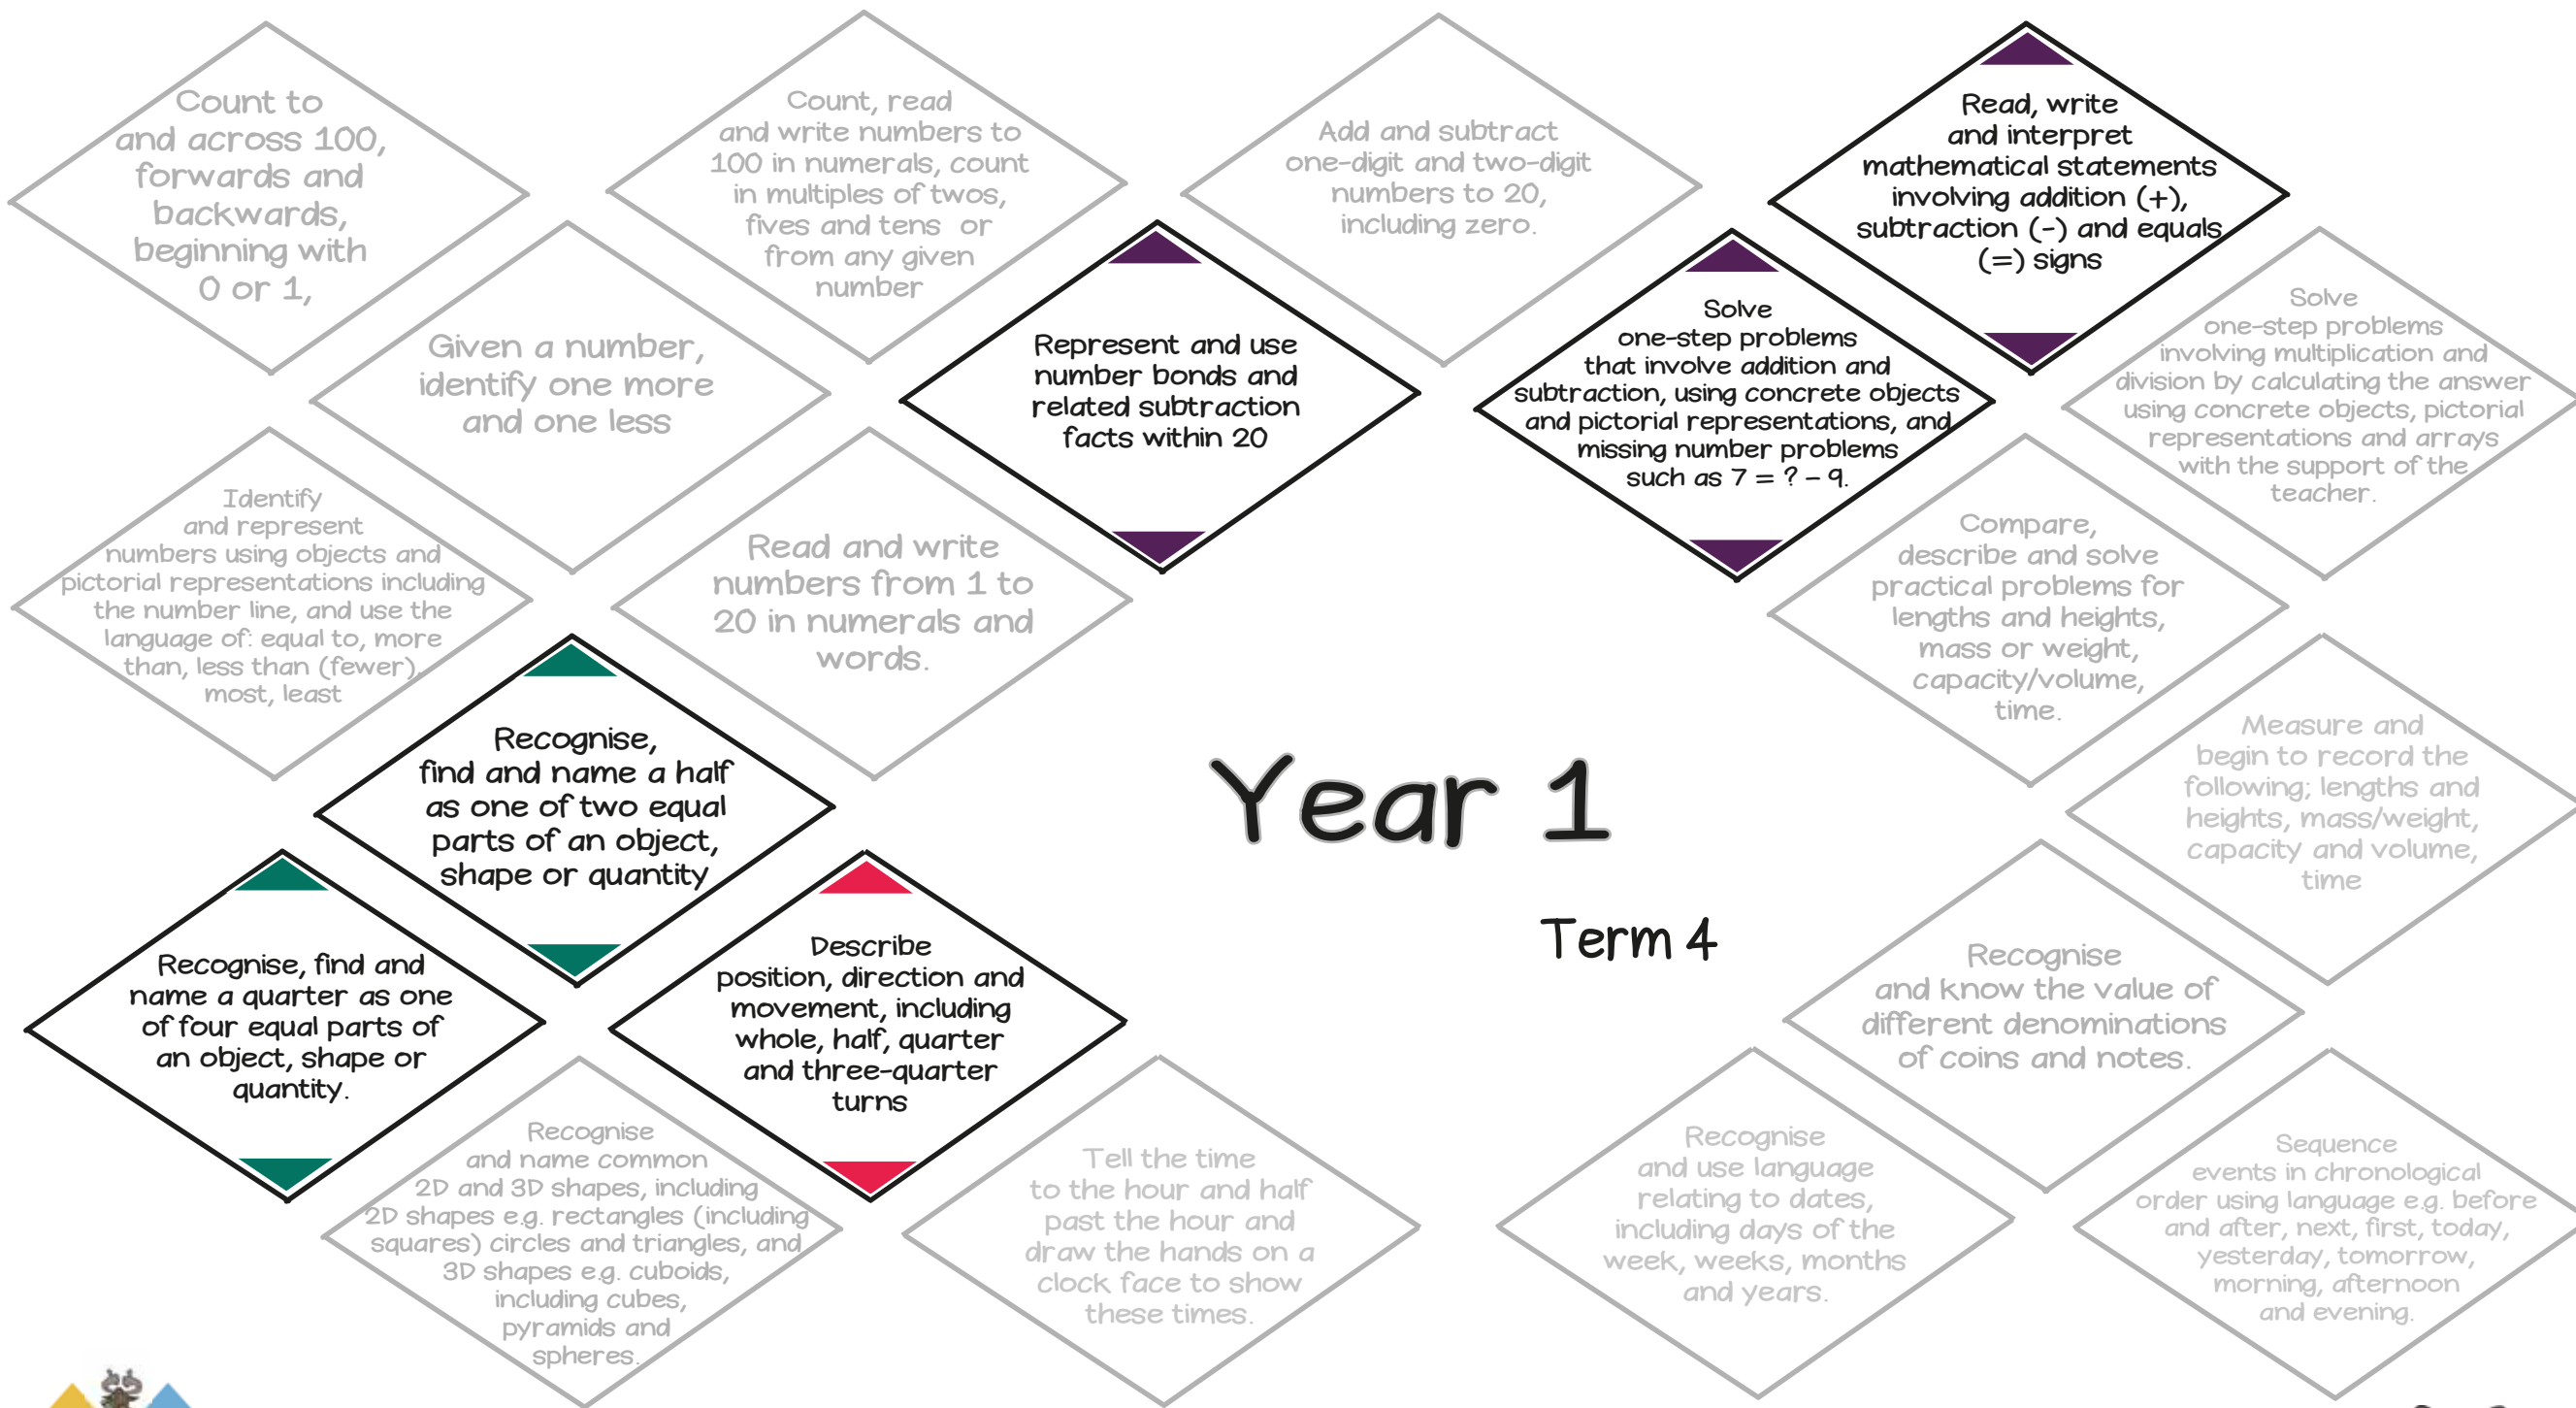 Count to
and across 100,
forwards and
backwards,
beginning with
0 or 1,
Count, read
and write numbers to
100 in numerals, count
in multiples of twos,
fives and tens or
from any given
number
Add and subtract
one-digit and two-digit
numbers to 20,
including zero.
Read, write
and interpret
mathematical statements
involving addition (+),
subtraction (-) and equals
(=) signs
Given a number,
identify one more
and one less
Represent and use
number bonds and
related subtraction
facts within 20
Solve
one-step problems
that involve addition and
subtraction, using concrete objects
and pictorial representations, and
missing number problems
such as 7 = ? – 9.
Solve
one-step problems
involving multiplication and
division by calculating the answer
using concrete objects, pictorial
representations and arrays
with the support of the
teacher.
Identify
and represent
numbers using objects and
pictorial representations including
the number line, and use the
language of: equal to, more
than, less than (fewer),
most, least
Read and write
numbers from 1 to
20 in numerals and
words.
Compare,
describe and solve
practical problems for
lengths and heights,
mass or weight,
capacity/volume,
time.
Recognise,
find and name a half
as one of two equal
parts of an object,
shape or quantity
Year 1
Term 4
Measure and
begin to record the
following; lengths and
heights, mass/weight,
capacity and volume,
time
Recognise, find and
name a quarter as one
of four equal parts of
an object, shape or
quantity.
Describe
position, direction and
movement, including
whole, half, quarter
and three-quarter
turns
Recognise
and know the value of
different denominations
of coins and notes.
Recognise
and name common
2D and 3D shapes, including
2D shapes e.g. rectangles (including
squares) circles and triangles, and
3D shapes e.g. cuboids,
including cubes,
pyramids and
spheres.
Tell the time
to the hour and half
past the hour and
draw the hands on a
clock face to show
these times.
Recognise
and use language
relating to dates,
including days of the
week, weeks, months
and years.
Sequence
events in chronological
order using language e.g. before
and after, next, first, today,
yesterday, tomorrow,
morning, afternoon
and evening.